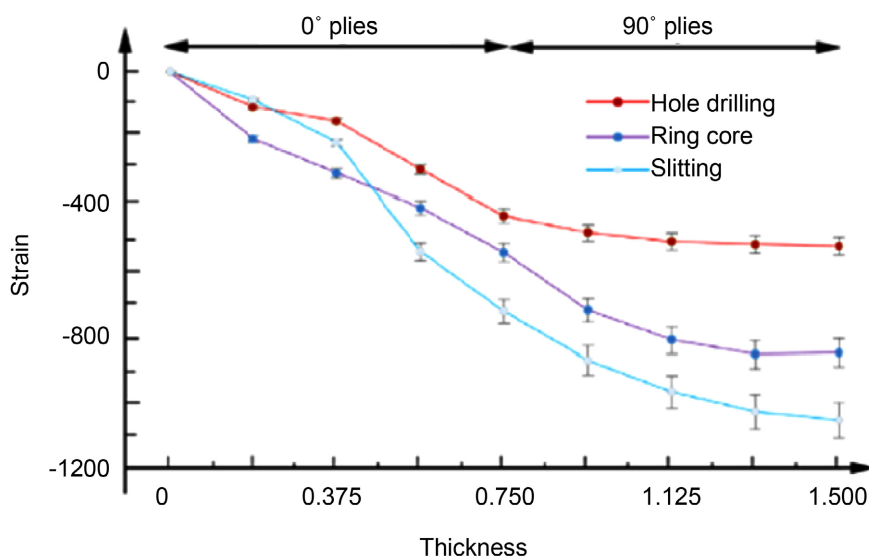 0˚ plies
90˚ plies
0
-400
-800
-1200
Strain
Hole drilling
Ring core
Slitting
0
0.375
0.750
1.125
1.500
Thickness